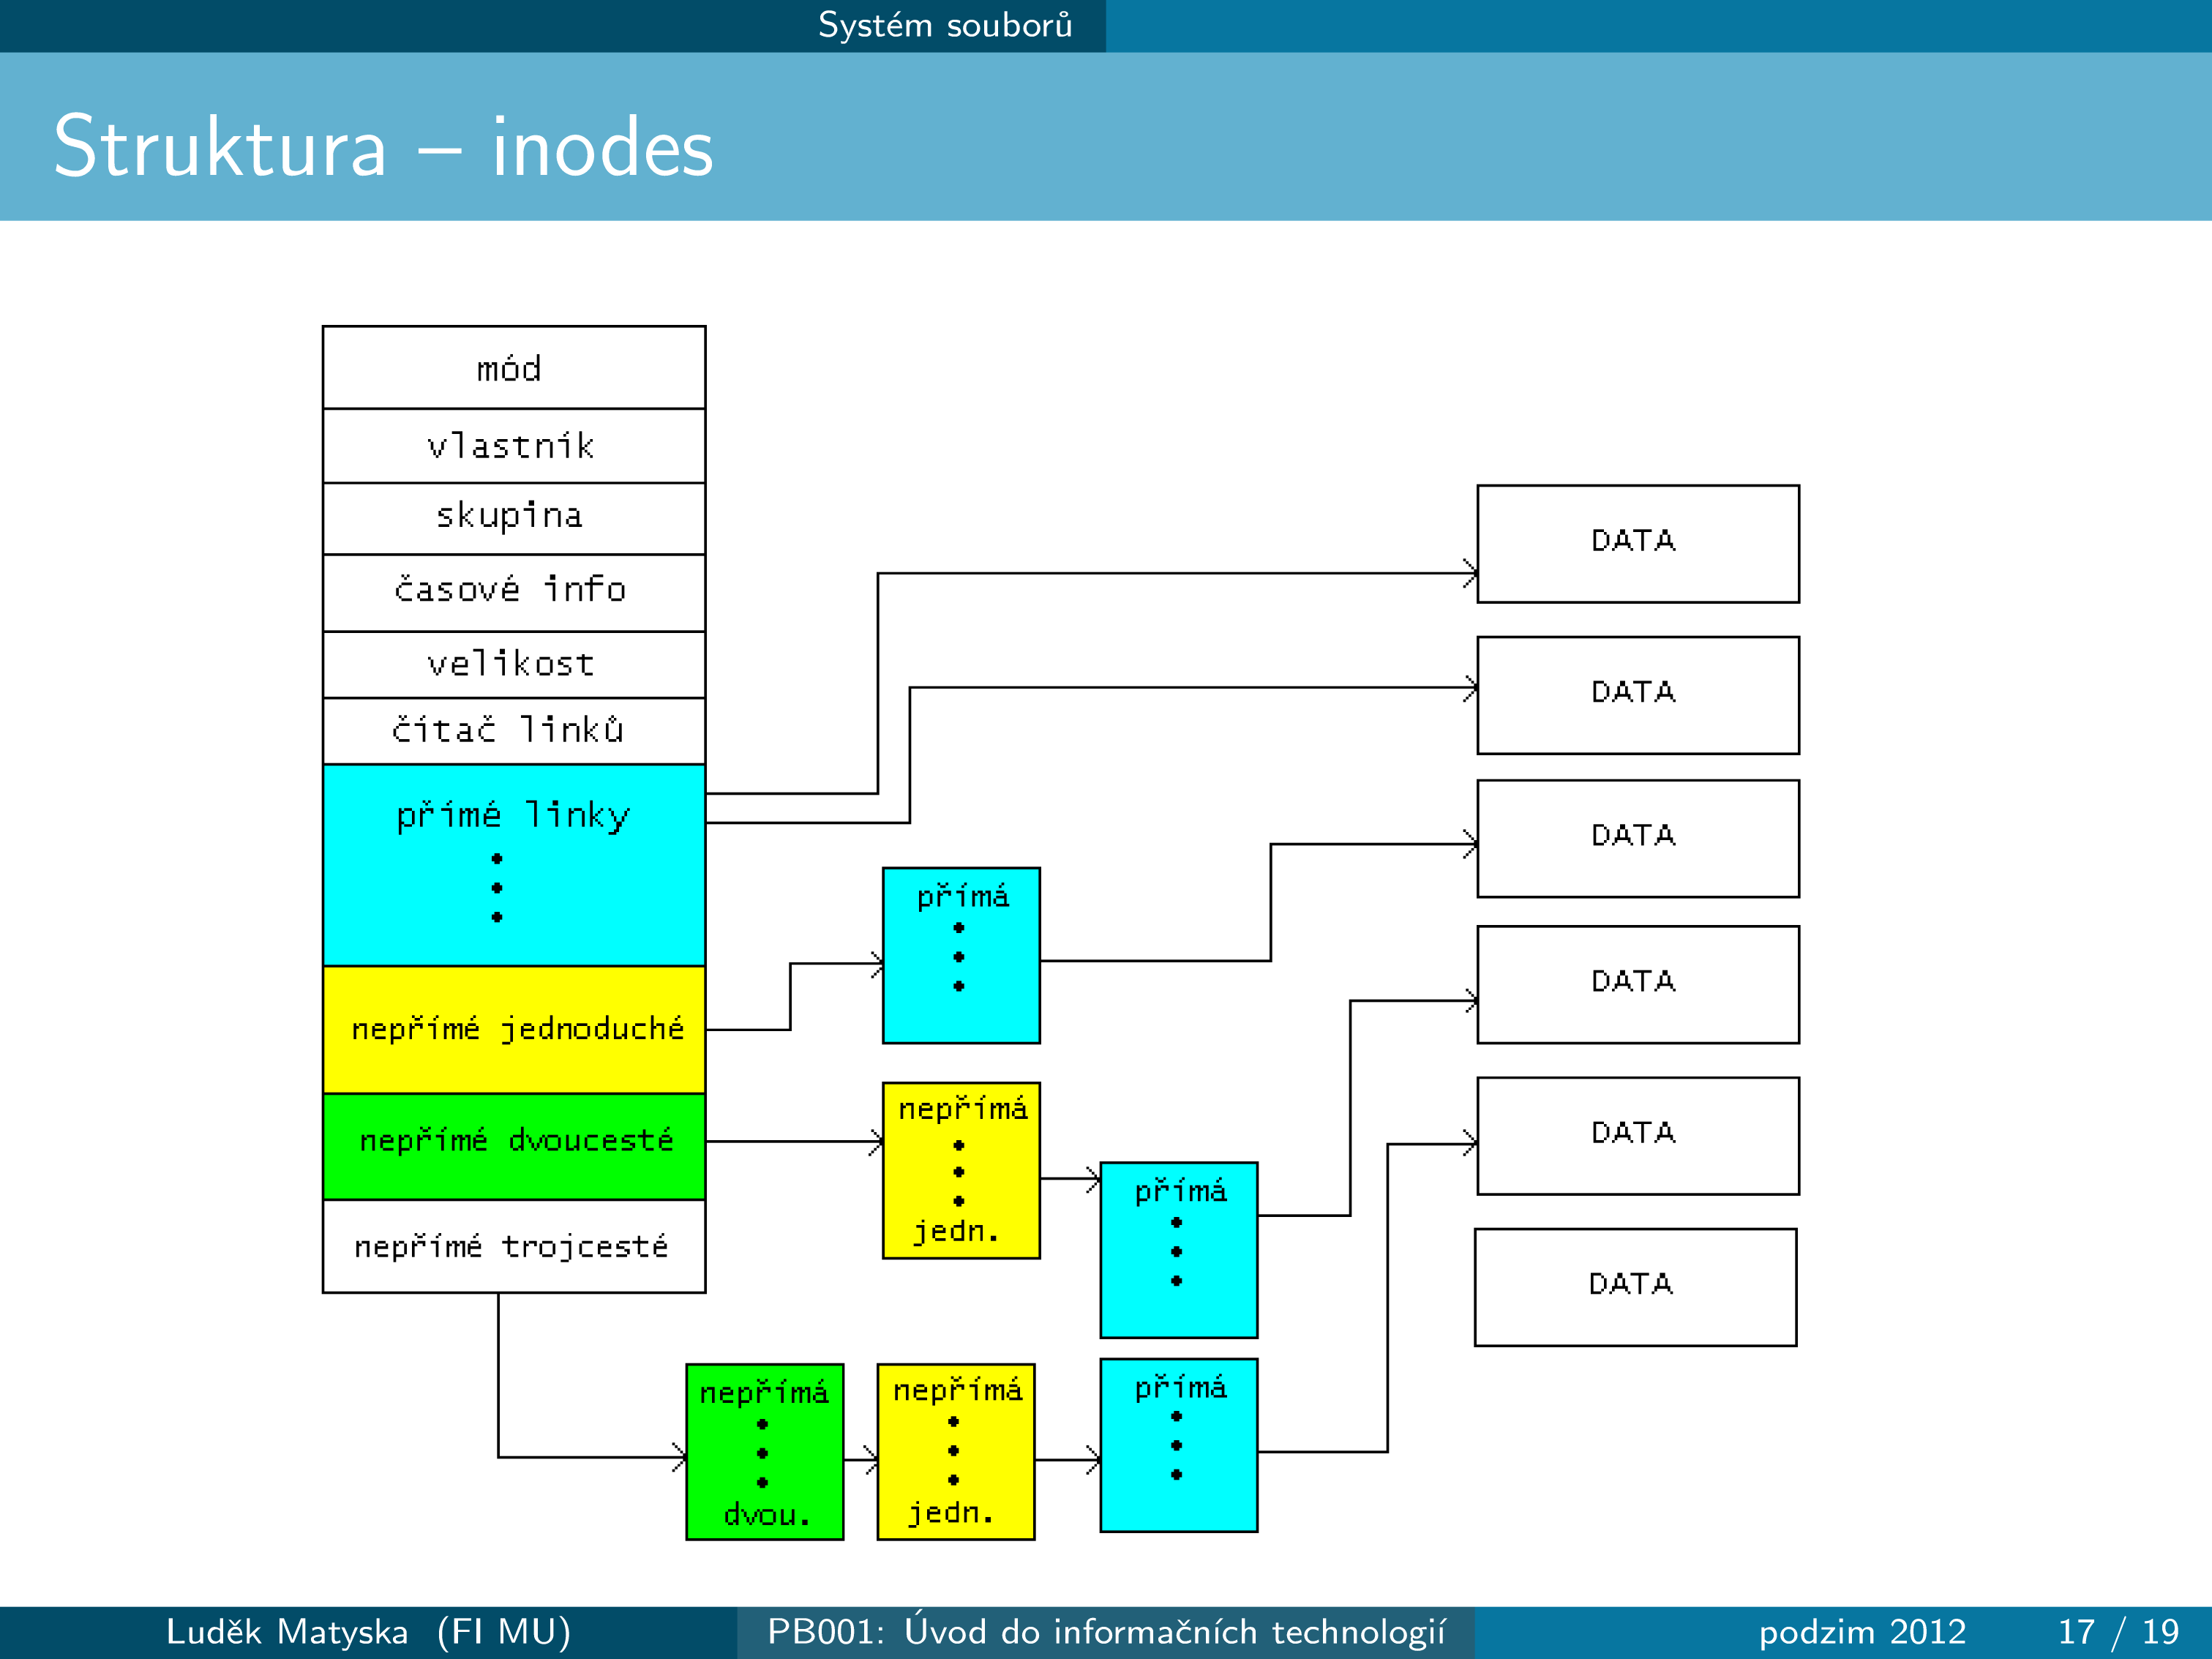 Systém souborů
Struktura – inodes
mód
vlastník
skupina
časové info
velikost
čítač linků
přímé linky
nepřímé jednoduché
nepřímé dvoucesté
nepřímé trojcesté
přímá
nepřímá
jedn.
přímá
nepřímá
dvou.
nepřímá
jedn.
přímá
DATA
DATA
DATA
DATA
DATA
DATA
Luděk Matyska (FI MU)
PB001: Úvod do informačních technologií
podzim 2012
17 / 19